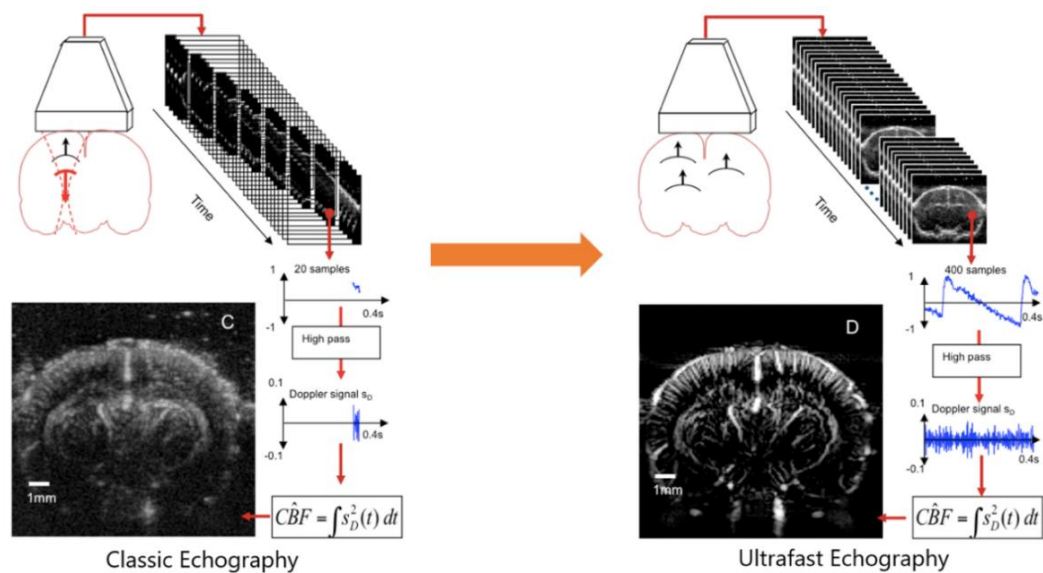 Time
20 samples
1
-1
0.4s
High pass
0.1
-0.1
Doppler signal s_D
0.4s
C
1mm
CB̂F = ∫s_D²(t) dt
Classic Echography
Time
400 samples
1
-1
0.4s
High pass
Doppler signal s_D
0.1
-0.1
0.4s
D
1mm
CB̂F = ∫s_D²(t) dt
Ultrafast Echography